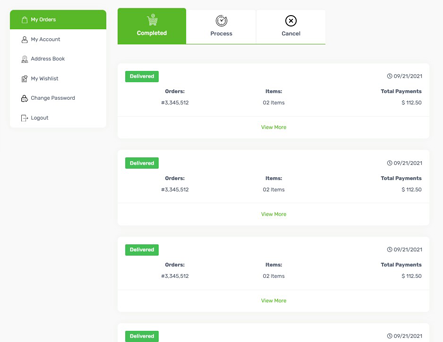 My Orders
My Account
Address Book
My Wishlist
Change Password
Logout
Completed
Process
Cancel
Delivered
09/21/2021
Orders: Items: Total Payments
#3,345,512 02 Items $ 112.50
View More
Delivered
09/21/2021
Orders: Items: Total Payments
#3,345,512 02 Items $ 112.50
View More
Delivered
09/21/2021
Orders: Items: Total Payments
#3,345,512 02 Items $ 112.50
View More
Delivered
09/21/2021